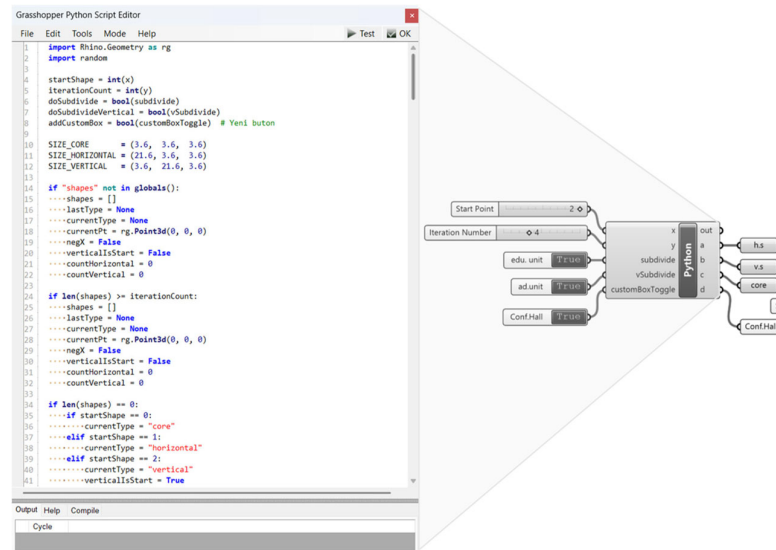 Grasshopper Python Script Editor
x
File Edit Tools Mode Help Test OK
1 import Rhino.Geometry as rg
2 import random
3
4 startShape = int(x)
5 iterationCount = int(y)
6 doSubdivide = bool(subdivide)
7 doSubdivideVertical = bool(vSubdivide)
8 addCustomBox = bool(customBoxToggle) # Yeni buton
9
10 SIZE_CORE = (3.6, 3.6, 3.6)
11 SIZE_HORIZONTAL = (21.6, 3.6, 3.6)
12 SIZE_VERTICAL = (3.6, 21.6, 3.6)
13
14 if "shapes" not in globals():
15 ····shapes = []
16 ····lastType = None
17 ····currentType = None
18 ····currentPt = rg.Point3d(0, 0, 0)
19 ····negX = False
20 ····verticalIsStart = False
21 ····countHorizontal = 0
22 ····countVertical = 0
23
24 if len(shapes) >= iterationCount:
25 ····shapes = []
26 ····lastType = None
27 ····currentType = None
28 ····currentPt = rg.Point3d(0, 0, 0)
29 ····negX = False
30 ····verticalIsStart = False
31 ····countHorizontal = 0
32 ····countVertical = 0
33
34 if len(shapes) == 0:
35 ····if startShape == 0:
36 ········currentType = "core"
37 ····elif startShape == 1:
38 ········currentType = "horizontal"
39 ····elif startShape == 2:
40 ········currentType = "vertical"
41 ········verticalIsStart = True
Output Help Compile
Cycle
Start Point 2
Iteration Number 4
edu. unit True
ad.unit True
Conf.Hall True
x
y
subdivide
vSubdivide
customBoxToggle
Python
out
a
b
c
d
h.s
v.s
core
Conf.Hall